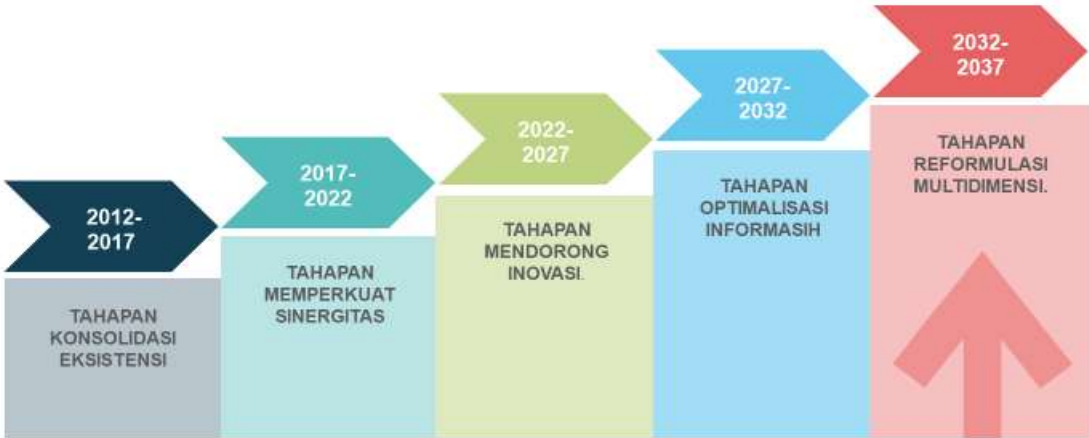 2012-
2017
TAHAPAN
KONSOLIDASI
EKSISTENSI
2017-
2022
TAHAPAN
MEMPERKUAT
SINERGITAS
2022-
2027
TAHAPAN
MENDORONG
INOVASI.
2027-
2032
TAHAPAN
OPTIMALISASI
INFORMASIH
2032-
2037
TAHAPAN
REFORMULASI
MULTIDIMENSI.